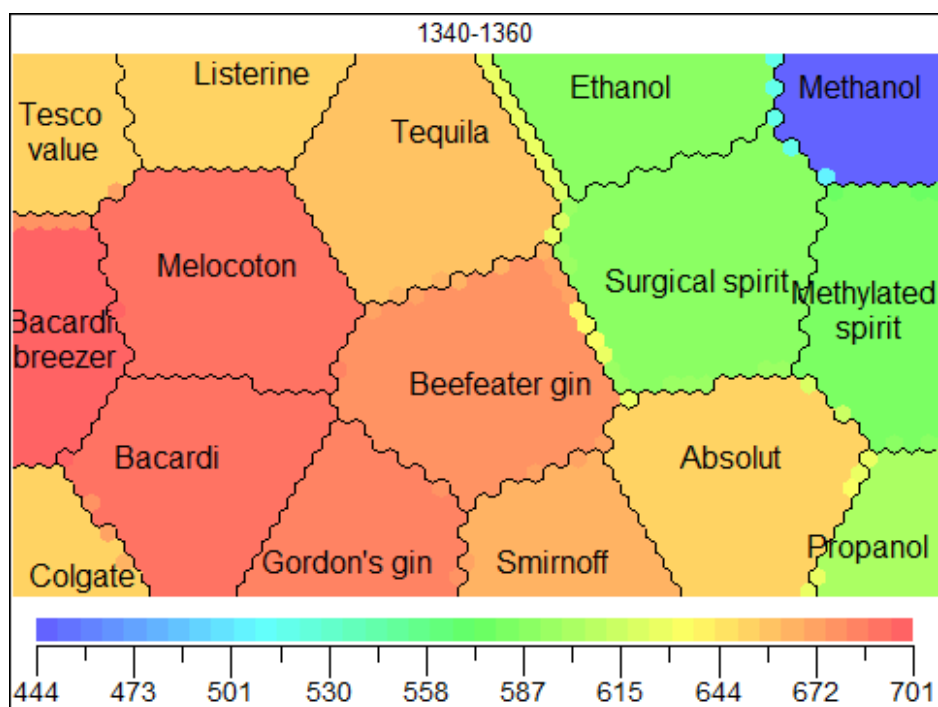 1340-1360
Listerine
Ethanol
Methanol
Tesco
value
Tequila
Melocoton
Surgical spirit
Methylated
spirit
Bacardi
breezer
Beefeater gin
Bacardi
Absolut
Colgate
Gordon's gin
Smirnoff
Propanol
444 473 501 530 558 587 615 644 672 701